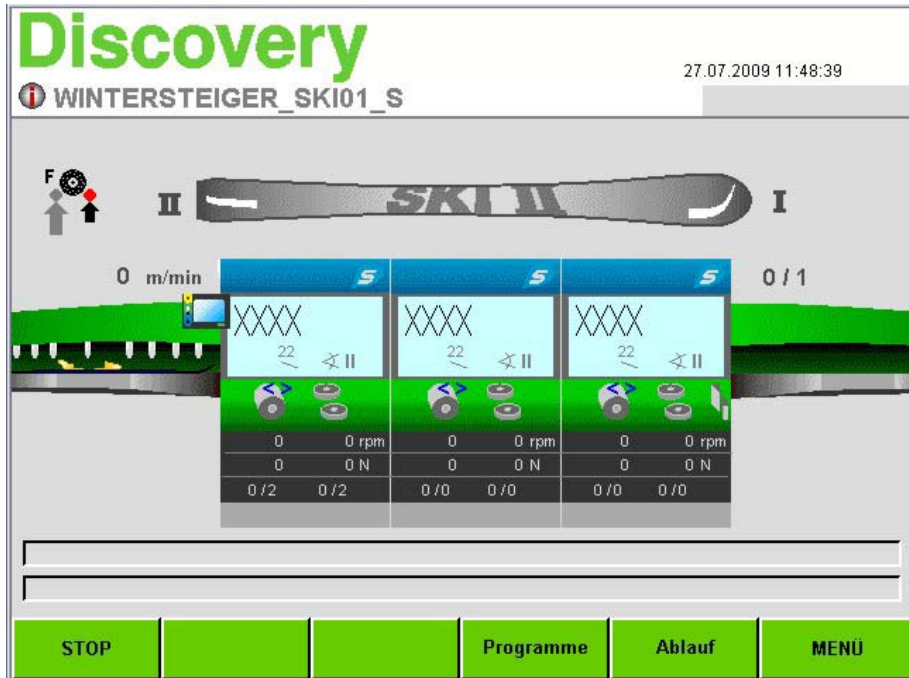 Discovery
27.07.2009 11:48:39
WINTERSTEIGER_SKI01_S
F
II SKI II I
0 m/min S S S 0 / 1
XXXX XXXX XXXX
22 II 22 II 22 II
< > < > < >
0 0 rpm 0 0 rpm 0 0 rpm
0 0 N 0 0 N 0 0 N
0 /2 0 /2 0 /0 0 /0 0 /0 0 /0
STOP Programme Ablauf MENÜ